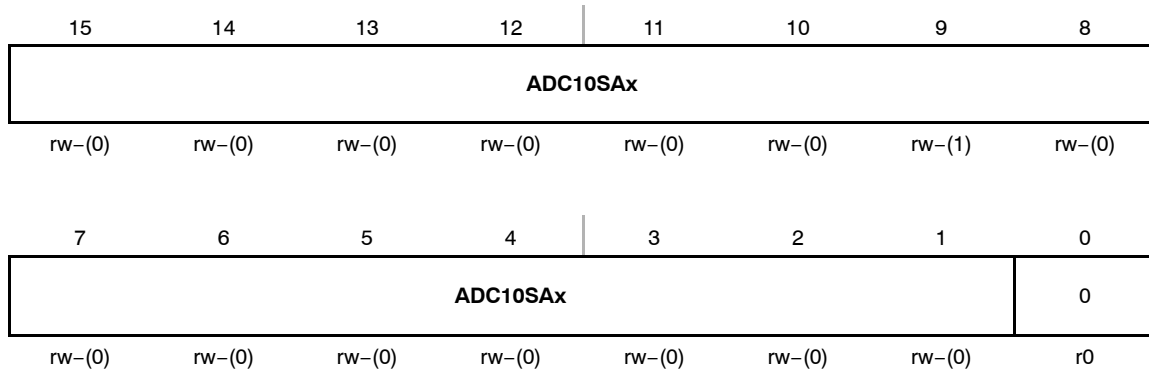 15 14 13 12 11 10 9 8
ADC10SAx
rw−(0) rw−(0) rw−(0) rw−(0) rw−(0) rw−(0) rw−(1) rw−(0)
7 6 5 4 3 2 1 0
ADC10SAx 0
rw−(0) rw−(0) rw−(0) rw−(0) rw−(0) rw−(0) rw−(0) r0